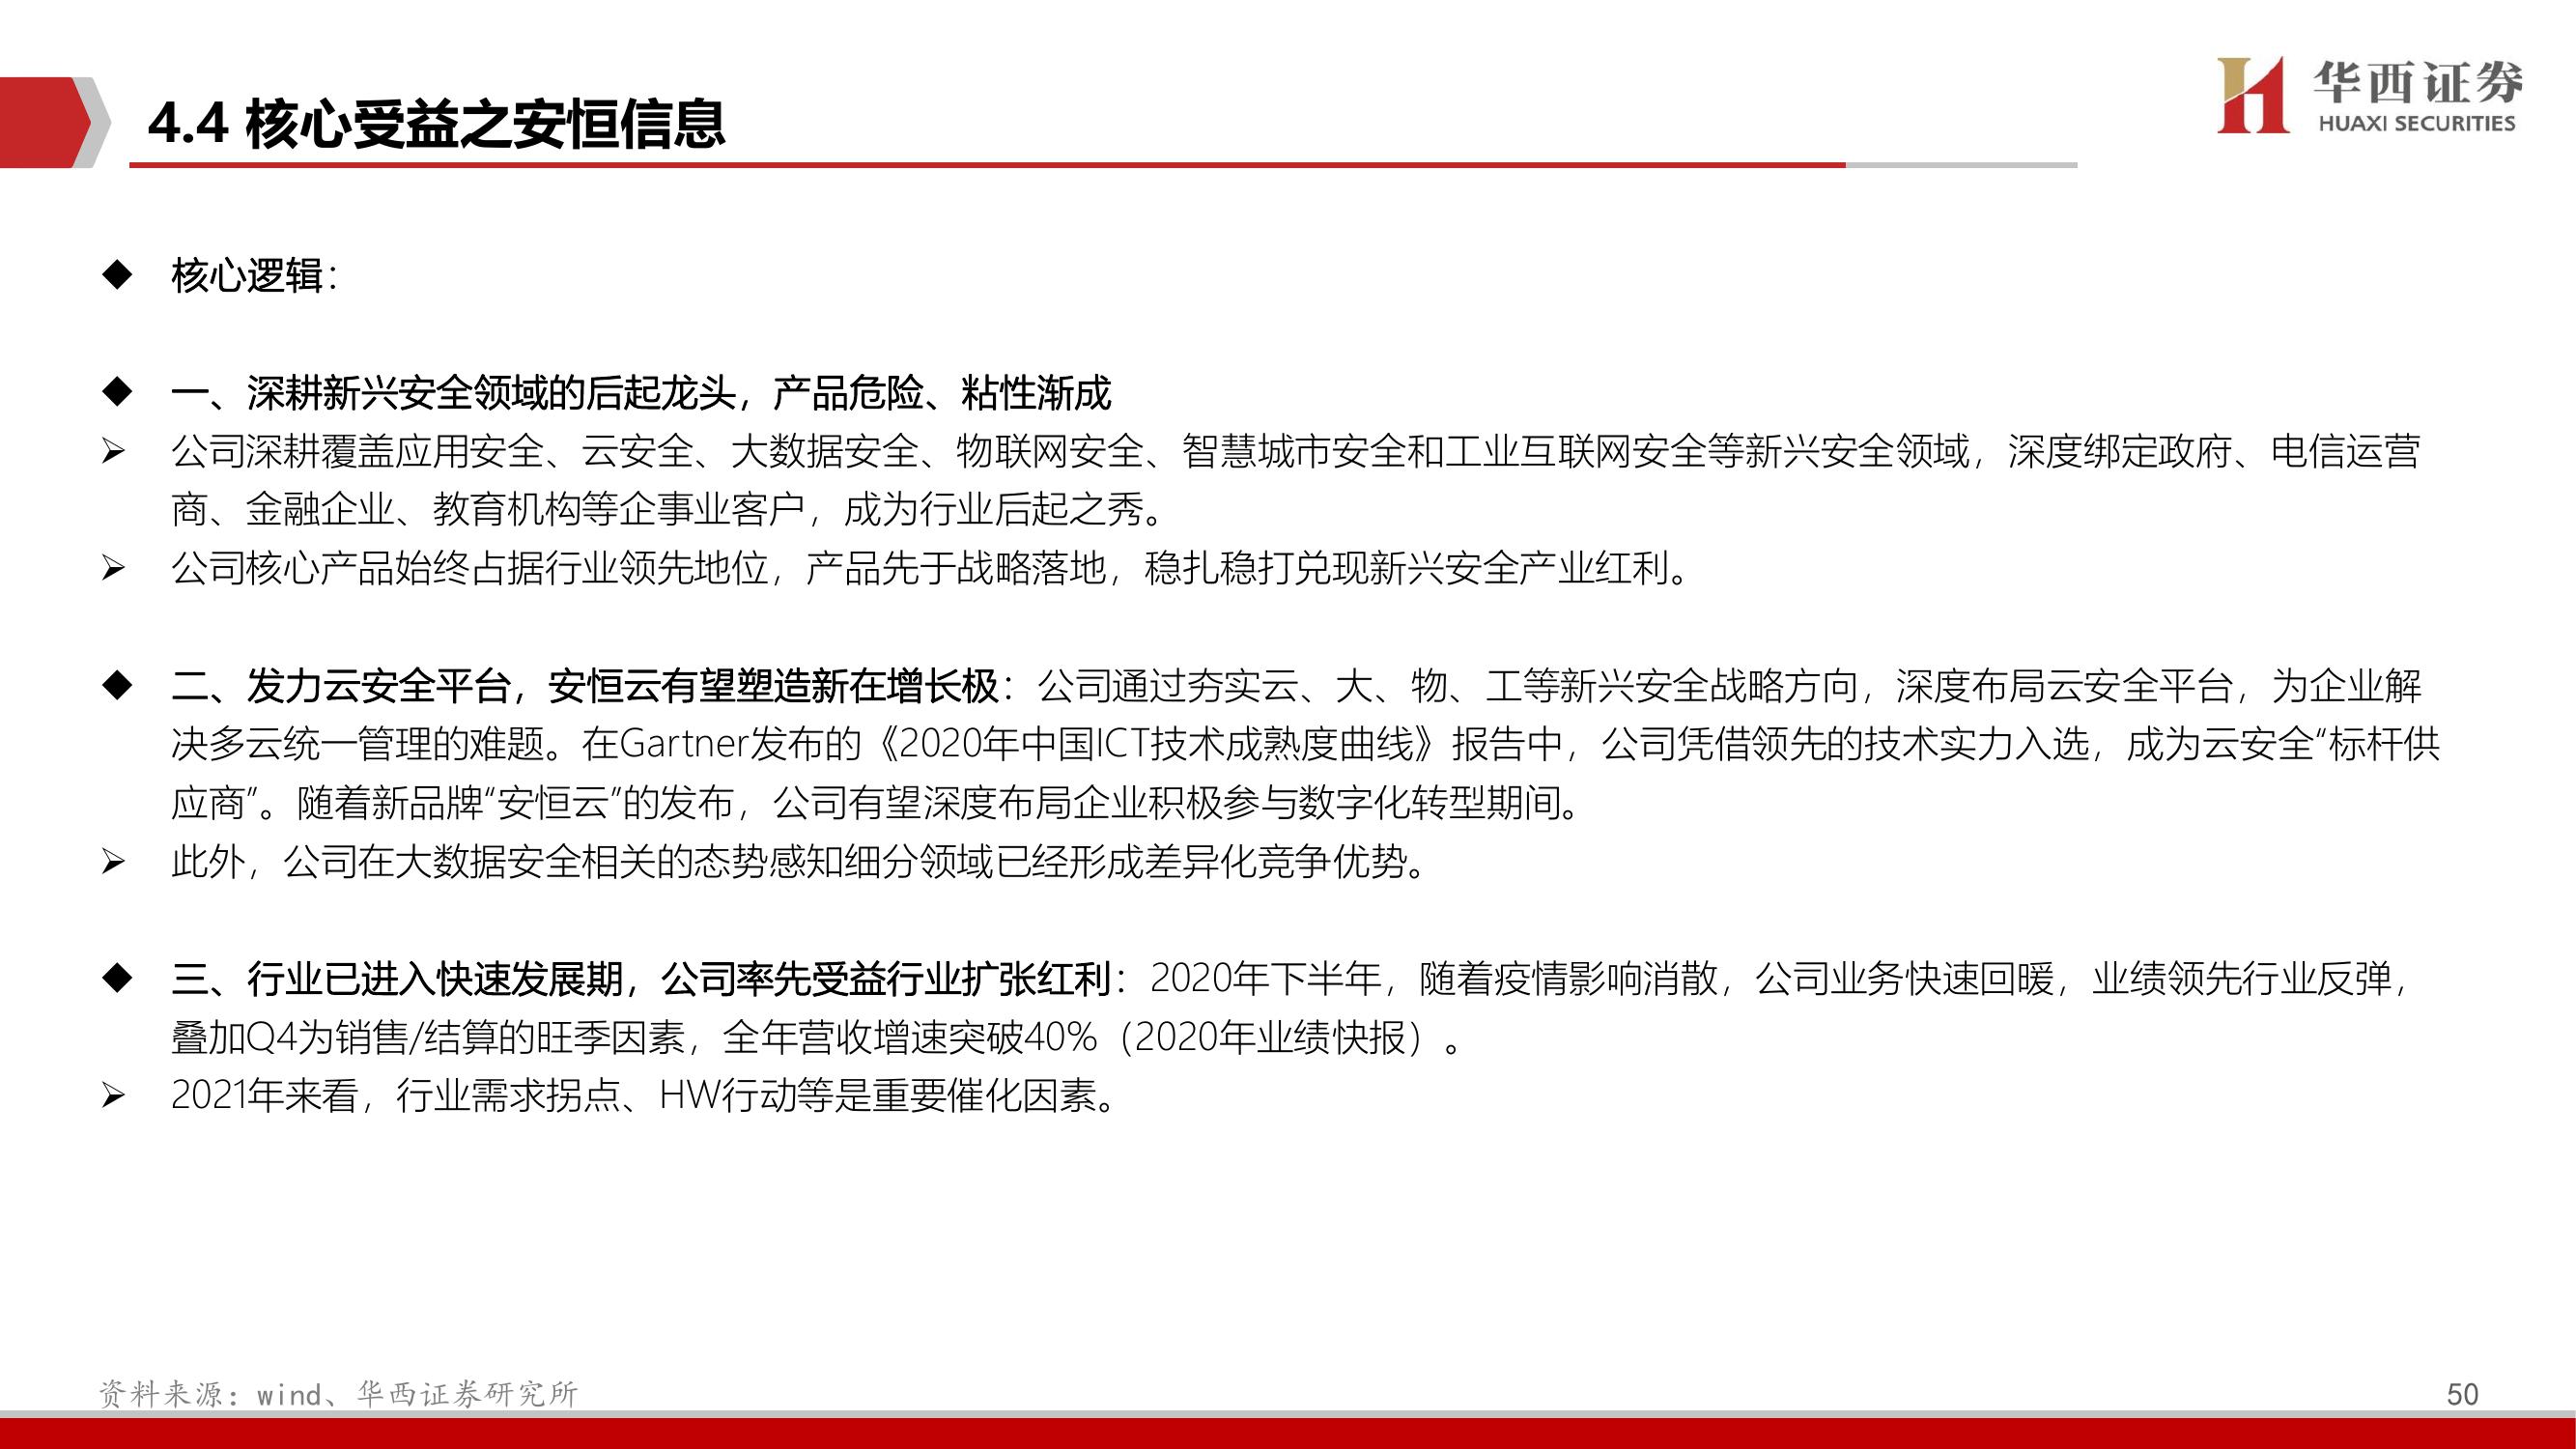 4.4 核心受益之安恒信息
华西证券
HUAXI SECURITIES
◆ 核心逻辑：
◆ 一、深耕新兴安全领域的后起龙头，产品危险、粘性渐成
➢ 公司深耕覆盖应用安全、云安全、大数据安全、物联网安全、智慧城市安全和工业互联网安全等新兴安全领域，深度绑定政府、电信运营
商、金融企业、教育机构等企事业客户，成为行业后起之秀。
➢ 公司核心产品始终占据行业领先地位，产品先于战略落地，稳扎稳打兑现新兴安全产业红利。
◆ 二、发力云安全平台，安恒云有望塑造新在增长极：公司通过夯实云、大、物、工等新兴安全战略方向，深度布局云安全平台，为企业解
决多云统一管理的难题。在Gartner发布的《2020年中国ICT技术成熟度曲线》报告中，公司凭借领先的技术实力入选，成为云安全“标杆供
应商”。随着新品牌“安恒云”的发布，公司有望深度布局企业积极参与数字化转型期间。
➢ 此外，公司在大数据安全相关的态势感知细分领域已经形成差异化竞争优势。
◆ 三、行业已进入快速发展期，公司率先受益行业扩张红利：2020年下半年，随着疫情影响消散，公司业务快速回暖，业绩领先行业反弹，
叠加Q4为销售/结算的旺季因素，全年营收增速突破40%（2020年业绩快报）。
➢ 2021年来看，行业需求拐点、HW行动等是重要催化因素。
资料来源：wind、华西证券研究所
50